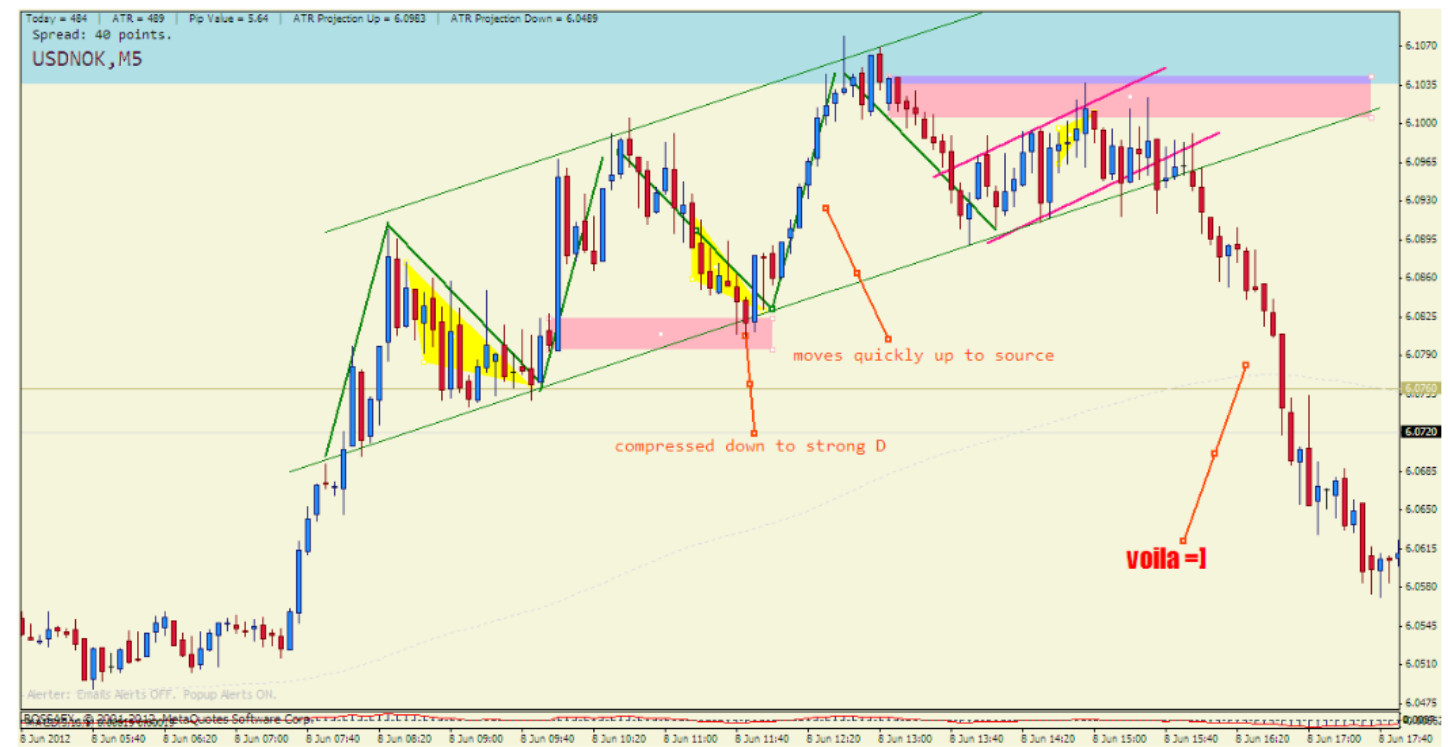 Today = 484 | ATR = 489 | Pip Value = 5.64 | ATR Projection Up = 6.0983 | ATR Projection Down = 6.0489
Spread: 40 points.
USDNOK,M5
6.1070
6.1035
6.1000
6.0965
6.0930
6.0895
6.0860
6.0825
moves quickly up to source
6.0790
6.0760
6.0755
compressed down to strong D
6.0720
6.0685
6.0650
voila =]
6.0615
6.0580
6.0545
6.0510
Alerter: Emails Alerts OFF. Popup Alerts ON.
6.0475
© 2001-2012, MetaQuotes Software Corp.
8 Jun 2012 8 Jun 05:40 8 Jun 06:20 8 Jun 07:00 8 Jun 07:40 8 Jun 08:20 8 Jun 09:00 8 Jun 09:40 8 Jun 10:20 8 Jun 11:00 8 Jun 11:40 8 Jun 12:20 8 Jun 13:00 8 Jun 13:40 8 Jun 14:20 8 Jun 15:00 8 Jun 15:40 8 Jun 16:20 8 Jun 17:00 8 Jun 17:40